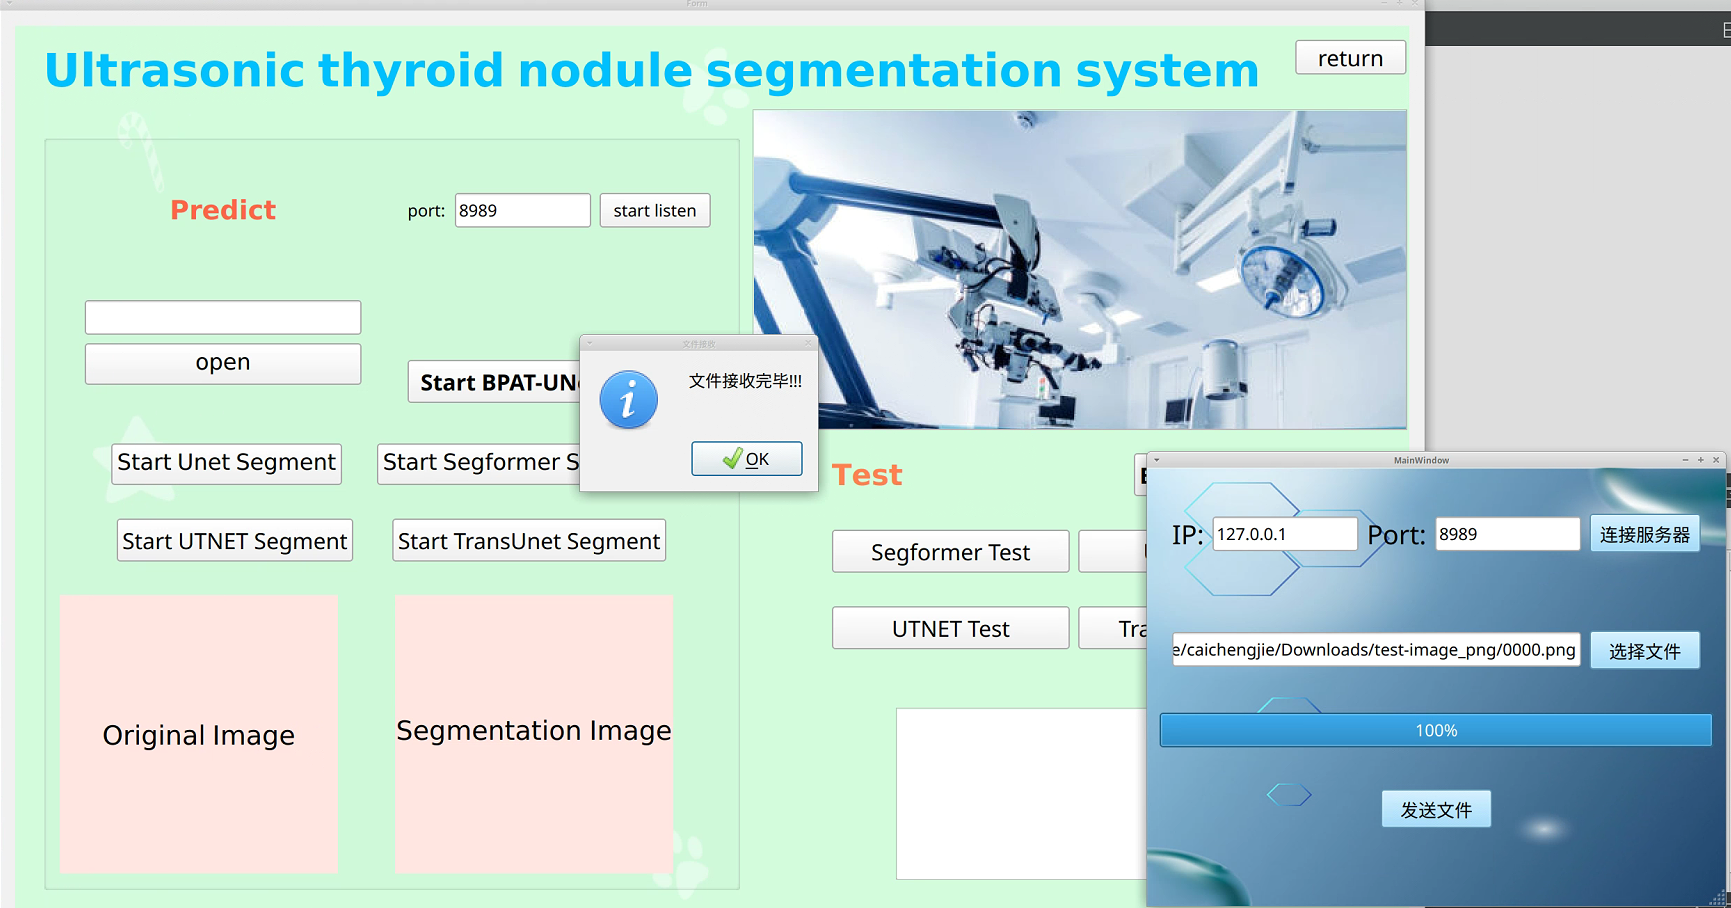 Form
Ultrasonic thyroid nodule segmentation system
return
Predict
port:
8989
start listen
open
Start BPAT-UN
文件接收
文件接收完毕!!!
OK
Start Unet Segment
Start Segformer S
Start UTNET Segment
Start TransUnet Segment
Original Image
Segmentation Image
Test
Segformer Test
UTNET Test
Tra
MainWindow
IP:
127.0.0.1
Port:
8989
连接服务器
e/caichengjie/Downloads/test-image_png/0000.png
选择文件
100%
发送文件